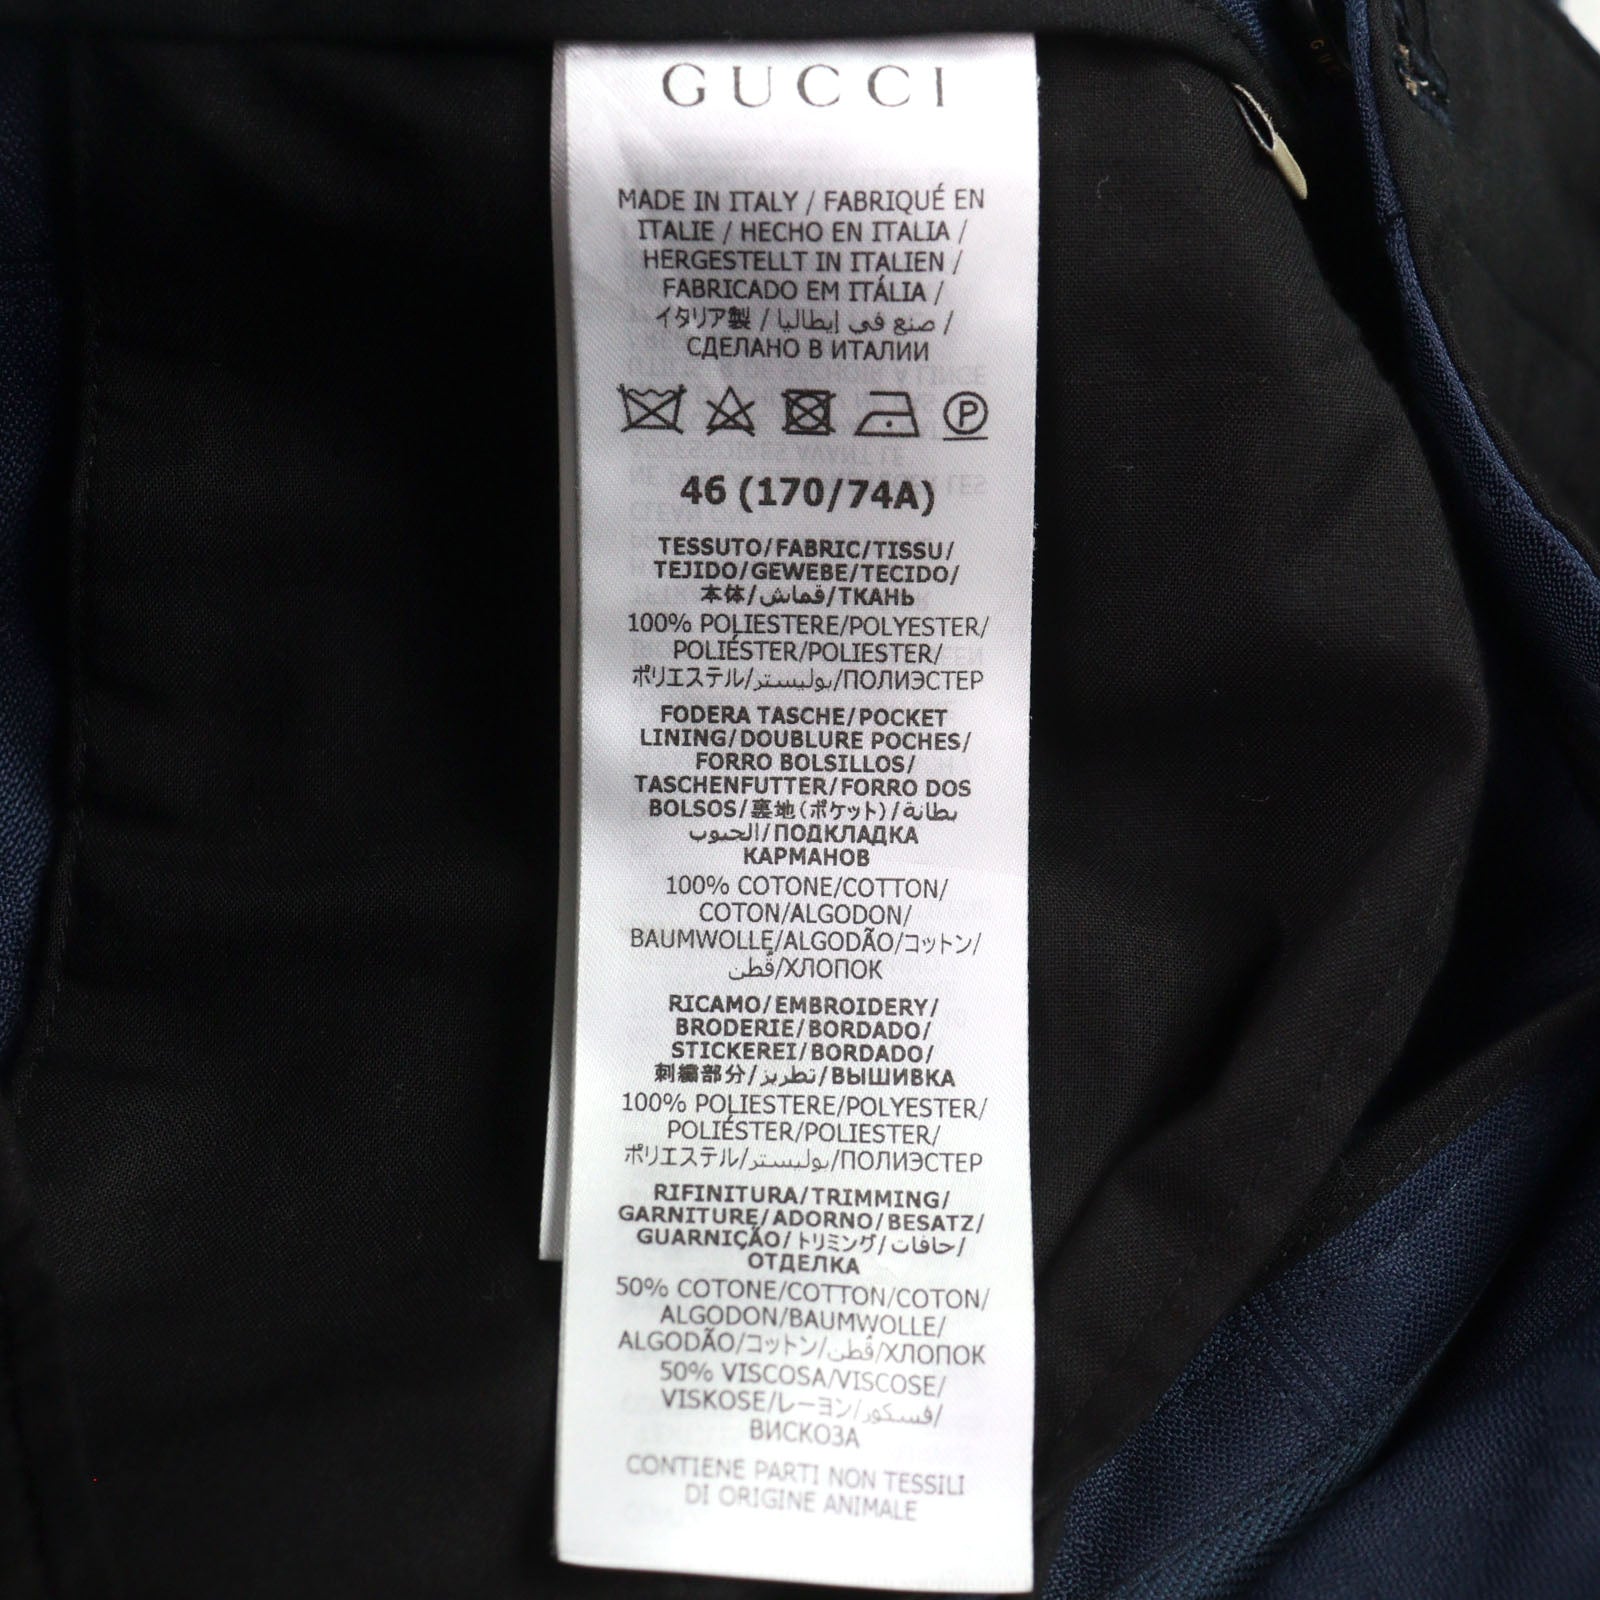 GUCCI
MADE IN ITALY / FABRIQUÉ EN
ITALIE / HECHO EN ITALIA /
HERGESTELLT IN ITALIEN /
FABRICADO EM ITÁLIA /
イタリア製 / صنع في إيطاليا /
СДЕЛАНО В ИТАЛИИ
P
46 (170/74A)
TESSUTO/FABRIC/TISSU/
TEJIDO/GEWEBE/TECIDO/
本体/قماش/ТКАНЬ
100% POLIESTERE/POLYESTER/
POLIÉSTER/POLIESTER/
ポリエステル/بوليستر/ПОЛИЭСТЕР
FODERA TASCHE/POCKET
LINING/DOUBLURE POCHES/
FORRO BOLSILLOS/
TASCHENFUTTER/FORRO DOS
BOLSOS/裏地(ポケット)/بطانة
الجيوب/ПОДКЛАДКА
КАРМАНОВ
100% COTONE/COTTON/
COTON/ALGODON/
BAUMWOLLE/ALGODÃO/コットン/
قُطن/ХЛОПОК
RICAMO/EMBROIDERY/
BRODERIE/BORDADO/
STICKEREI/BORDADO/
刺繍部分/تطريز/ВЫШИВКА
100% POLIESTERE/POLYESTER/
POLIÉSTER/POLIESTER/
ポリエステル/بوليستر/ПОЛИЭСТЕР
RIFINITURA/TRIMMING/
GARNITURE/ADORNO/BESATZ/
GUARNIÇÃO/トリミング/حافات/
ОТДЕЛКА
50% COTONE/COTTON/COTON/
ALGODON/BAUMWOLLE/
ALGODÃO/コットン/قُطن/ХЛОПОК
50% VISCOSA/VISCOSE/
VISKOSE/レーヨン/فسكوز/
ВИСКОЗА
CONTIENE PARTI NON TESSILI
DI ORIGINE ANIMALE